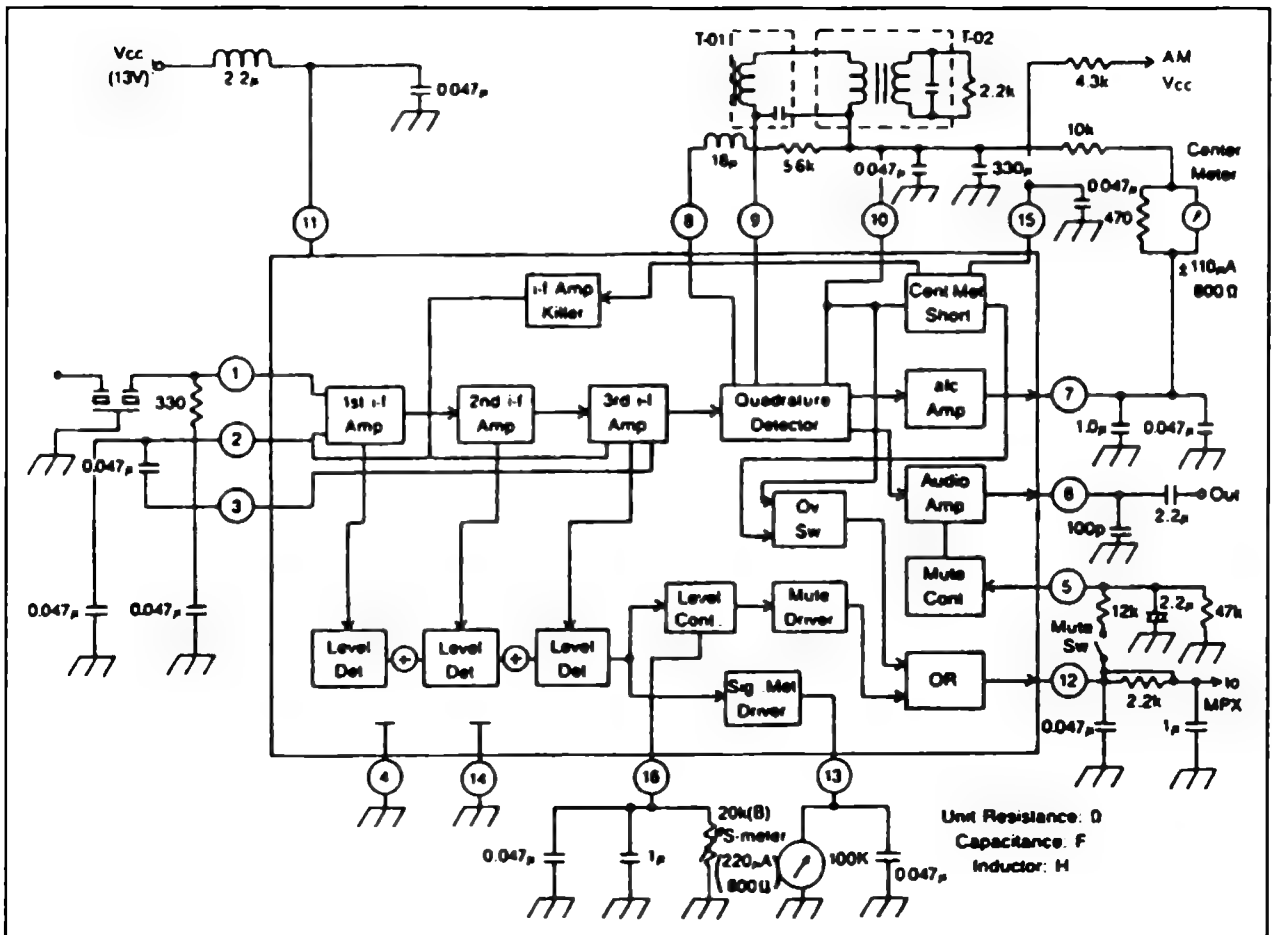 Vcc
(13V)
2.2μ
0.047μ
T-01
T-02
2.2k
4.3k
AM
Vcc
18μ
5.6k
0.047μ
330μ
10k
Center
Meter
0.047μ
470
± 110μA
800 Ω
11
8
9
10
15
i-f Amp
Killer
Cent Met
Short
1
330
1st i-f
Amp
2nd i-f
Amp
3rd i-f
Amp
Quadrature
Detector
afc
Amp
7
1.0μ
0.047μ
2
0.047μ
3
Ov
Sw
Audio
Amp
6
Out
100p
2.2μ
Mute
Cont
5
12k
2.2μ
47k
Mute
Sw
0.047μ
0.047μ
Level
Det
+
Level
Det
+
Level
Det
Level
Cont.
Mute
Driver
OR
12
2.2k
to
MPX
0.047μ
1μ
Sig. Met
Driver
4
14
16
13
0.047μ
1μ
20k(B)
S-meter
(220μA
800Ω)
100K
0.047μ
Unit Resistance: Ω
Capacitance: F
Inductor: H